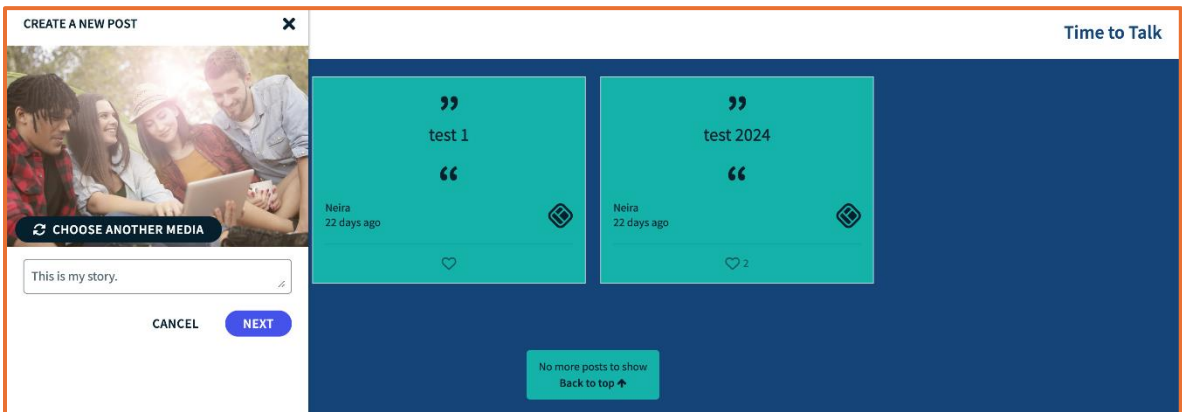 CREATE A NEW POST
CHOOSE ANOTHER MEDIA
This is my story.
CANCEL NEXT
Time to Talk
”
test 1
“
Neira
22 days ago
”
test 2024
“
Neira
22 days ago
2
No more posts to show
Back to top